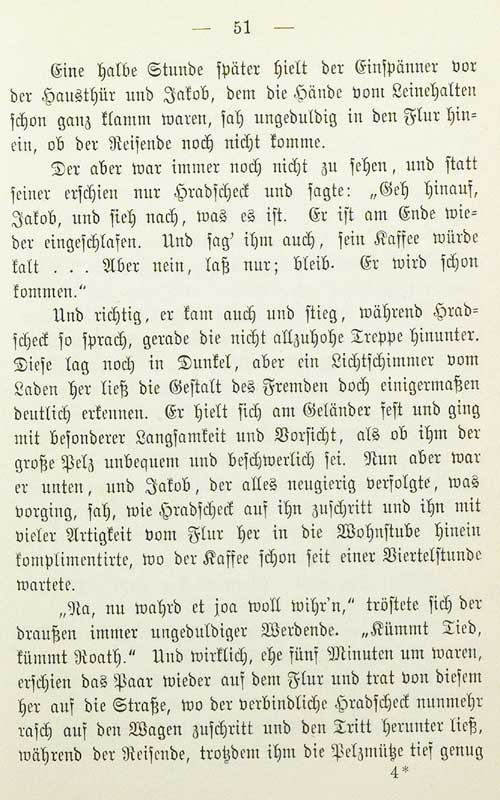 — 51 —
Eine halbe Stunde später hielt der Einspänner vor
der Hausthür und Jakob, dem die Hände vom Leinehalten
schon ganz klamm waren, sah ungeduldig in den Flur hin⸗
ein, ob der Reisende noch nicht komme.
Der aber war immer noch nicht zu sehen, und statt
seiner erschien nur Hradscheck und sagte: „Geh hinauf,
Jakob, und sieh nach, was es ist. Er ist am Ende wie⸗
der eingeschlafen. Und sag' ihm auch, sein Kaffee würde
kalt . . . Aber nein, laß nur; bleib. Er wird schon
kommen.“
Und richtig, er kam auch und stieg, während Hrad⸗
scheck so sprach, gerade die nicht allzuhohe Treppe hinunter.
Diese lag noch in Dunkel, aber ein Lichtschimmer vom
Laden her ließ die Gestalt des Fremden doch einigermaßen
deutlich erkennen. Er hielt sich am Geländer fest und ging
mit besonderer Langsamkeit und Vorsicht, als ob ihm der
große Pelz unbequem und beschwerlich sei. Nun aber war
er unten, und Jakob, der alles neugierig verfolgte, was
vorging, sah, wie Hradscheck auf ihn zuschritt und ihn mit
vieler Artigkeit vom Flur her in die Wohnstube hinein
komplimentirte, wo der Kaffee schon seit einer Viertelstunde
wartete.
„Na, nu wahrd et joa woll wihr'n,“ tröstete sich der
draußen immer ungeduldiger Werdende. „Kümmt Tied,
kümmt Roath.“ Und wirklich, ehe fünf Minuten um waren,
erschien das Paar wieder auf dem Flur und trat von diesem
her auf die Straße, wo der verbindliche Hradscheck nunmehr
rasch auf den Wagen zuschritt und den Tritt herunter ließ,
während der Reisende, trotzdem ihm die Pelzmütze tief genug
4*